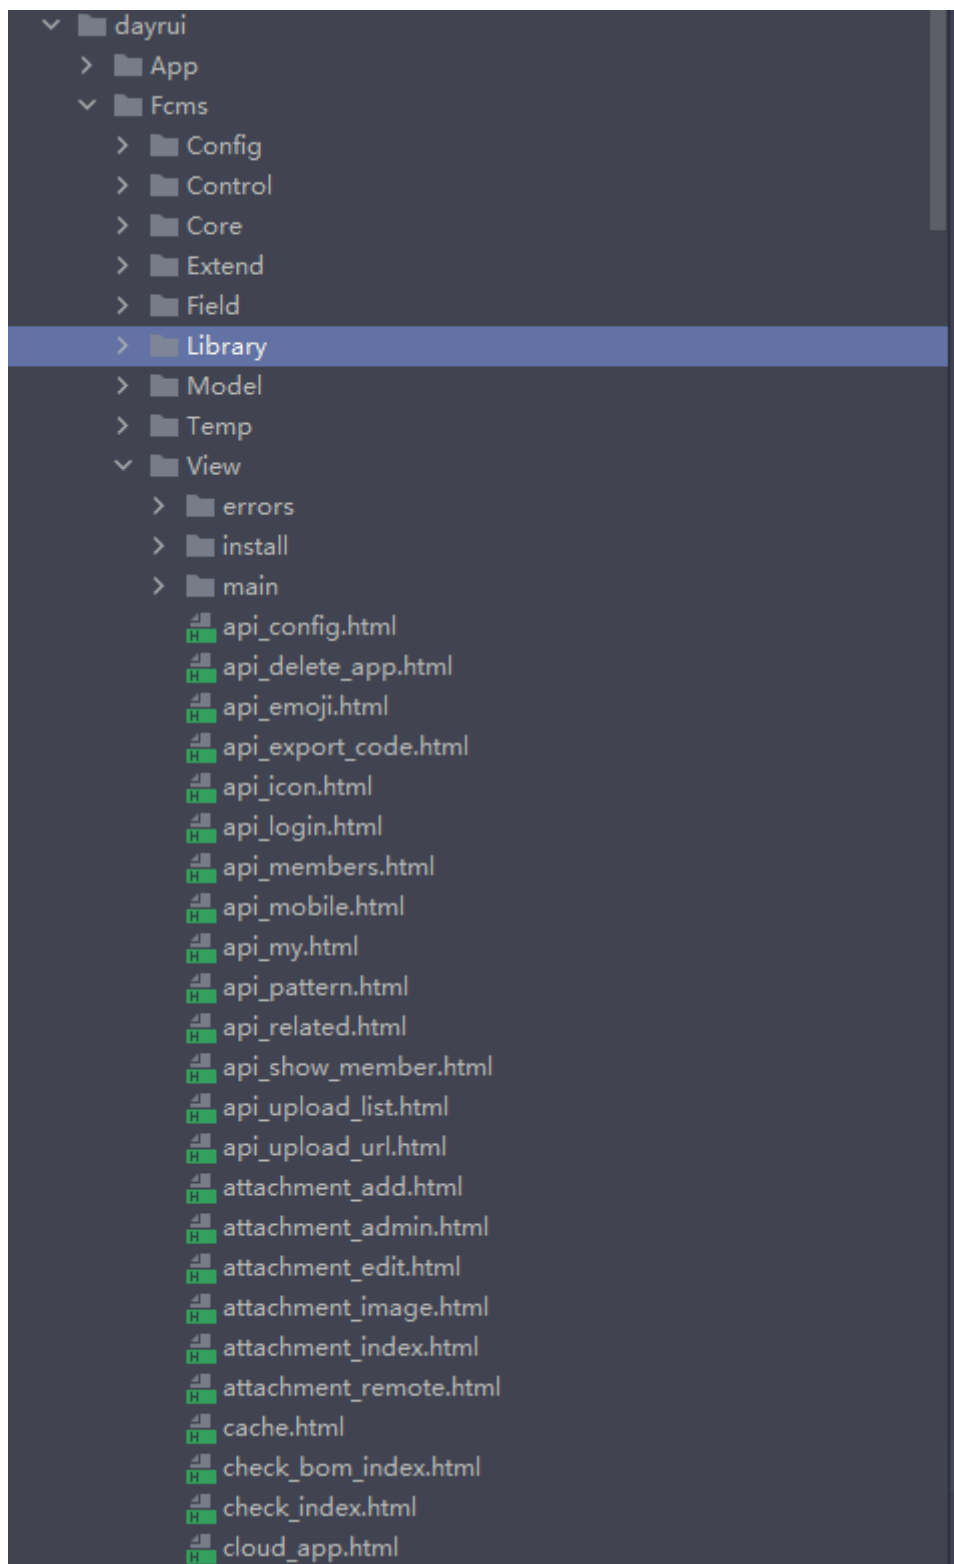 dayrui
App
Fcms
Config
Control
Core
Extend
Field
Library
Model
Temp
View
errors
install
main
api_config.html
api_delete_app.html
api_emoji.html
api_export_code.html
api_icon.html
api_login.html
api_members.html
api_mobile.html
api_my.html
api_pattern.html
api_related.html
api_show_member.html
api_upload_list.html
api_upload_url.html
attachment_add.html
attachment_admin.html
attachment_edit.html
attachment_image.html
attachment_index.html
attachment_remote.html
cache.html
check_bom_index.html
check_index.html
cloud_app.html